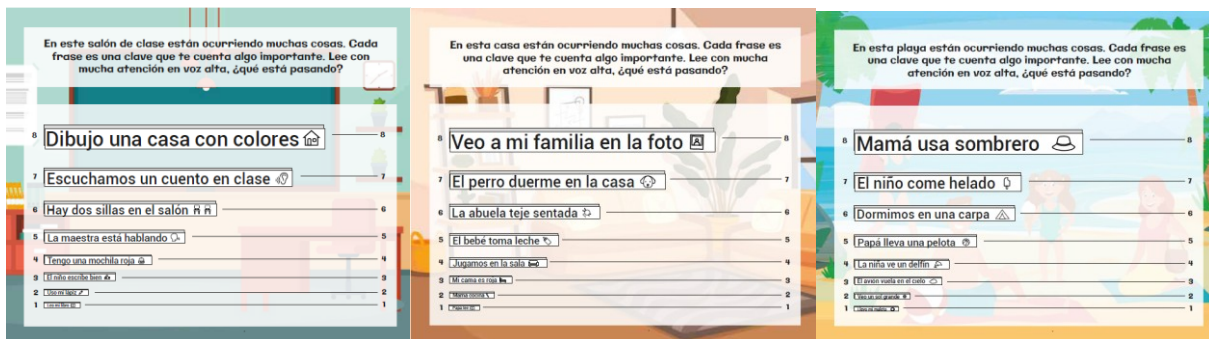 En este salón de clase están ocurriendo muchas cosas. Cada
frase es una clave que te cuenta algo importante. Lee con
mucha atención en voz alta, ¿qué está pasando?
8 Dibujo una casa con colores 8
7 Escuchamos un cuento en clase 7
6 Hay dos sillas en el salón 6
5 La maestra está hablando 5
4 Tengo una mochila roja 4
3 El niño escribe bien 3
2 Uso mi lápiz 2
1 Leo mi libro 1
En esta casa están ocurriendo muchas cosas. Cada frase es
una clave que te cuenta algo importante. Lee con mucha
atención en voz alta, ¿qué está pasando?
8 Veo a mi familia en la foto 8
7 El perro duerme en la casa 7
6 La abuela teje sentada 6
5 El bebé toma leche 5
4 Jugamos en la sala 4
3 Mi cama es roja 3
2 Mamá cocina 2
1 Papá lee 1
En esta playa están ocurriendo muchas cosas. Cada frase es
una clave que te cuenta algo importante. Lee con mucha
atención en voz alta, ¿qué está pasando?
8 Mamá usa sombrero 8
7 El niño come helado 7
6 Dormimos en una carpa 6
5 Papá lleva una pelota 5
4 La niña ve un delfín 4
3 El avión vuela en el cielo 3
2 Veo un sol grande 2
1 mi 1